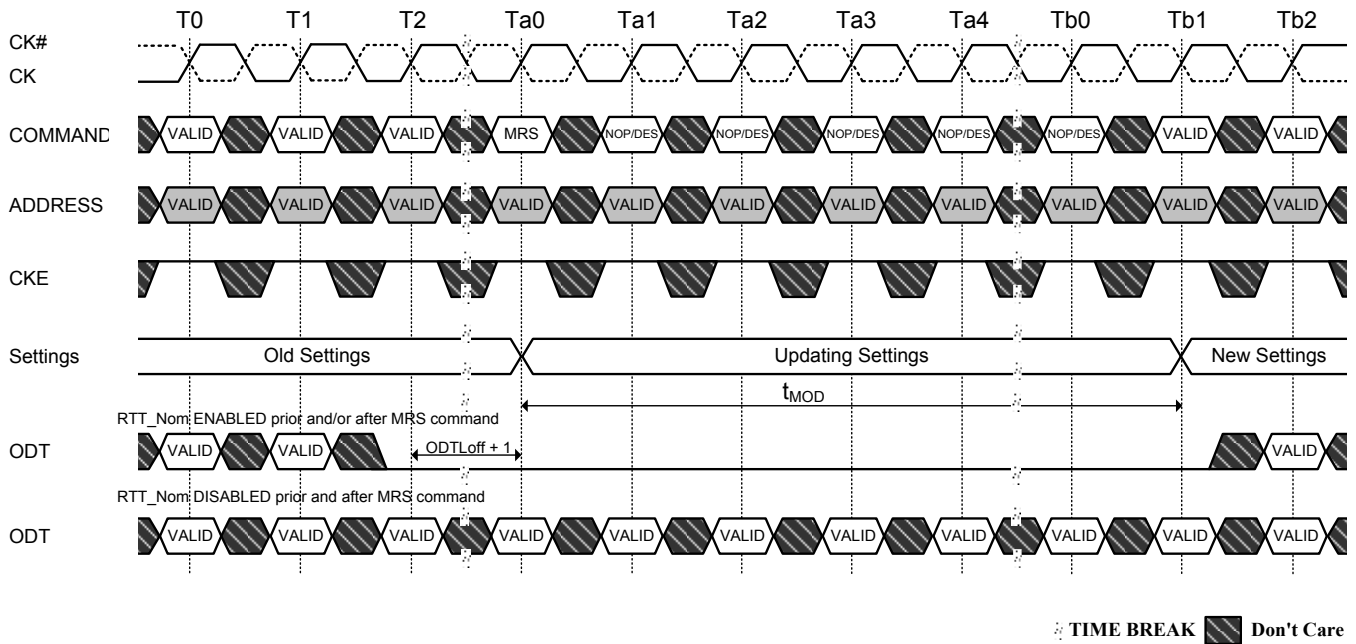 T0 T1 T2 Ta0 Ta1 Ta2 Ta3 Ta4 Tb0 Tb1 Tb2
CK#
CK
COMMAND VALID VALID VALID MRS NOP/DES NOP/DES NOP/DES NOP/DES NOP/DES VALID VALID
ADDRESS VALID VALID VALID VALID VALID VALID VALID VALID VALID VALID VALID
CKE
Settings Old Settings Updating Settings New Settings
tMOD
RTT_Nom ENABLED prior and/or after MRS command
ODT VALID VALID ODTLoff + 1 VALID
RTT_Nom DISABLED prior and after MRS command
ODT VALID VALID VALID VALID VALID VALID VALID VALID VALID VALID VALID
TIME BREAK Don't Care